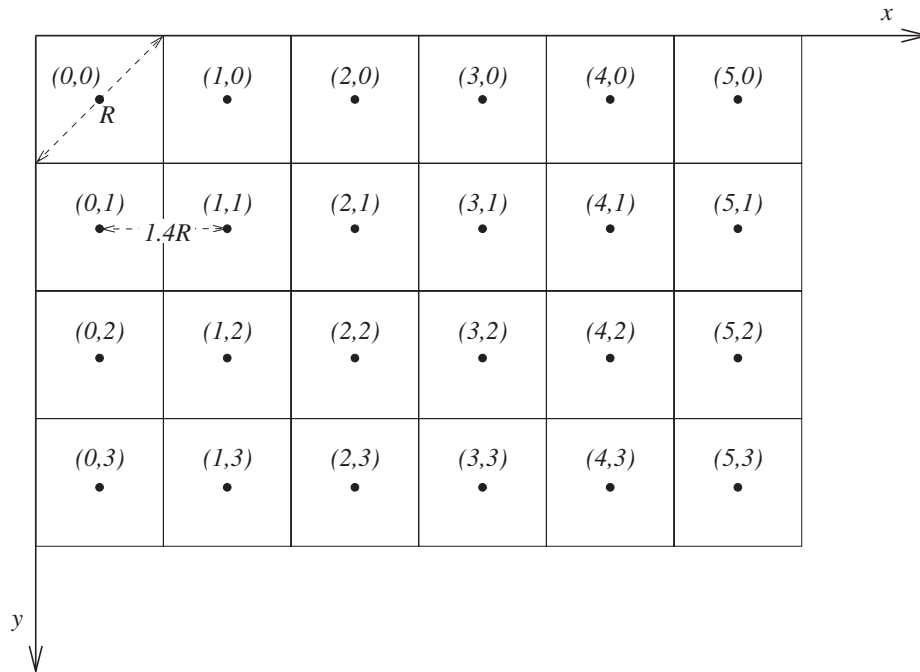 x
(0,0) (1,0) (2,0) (3,0) (4,0) (5,0)
R
(0,1) (1,1) (2,1) (3,1) (4,1) (5,1)
1.4R
(0,2) (1,2) (2,2) (3,2) (4,2) (5,2)
(0,3) (1,3) (2,3) (3,3) (4,3) (5,3)
y